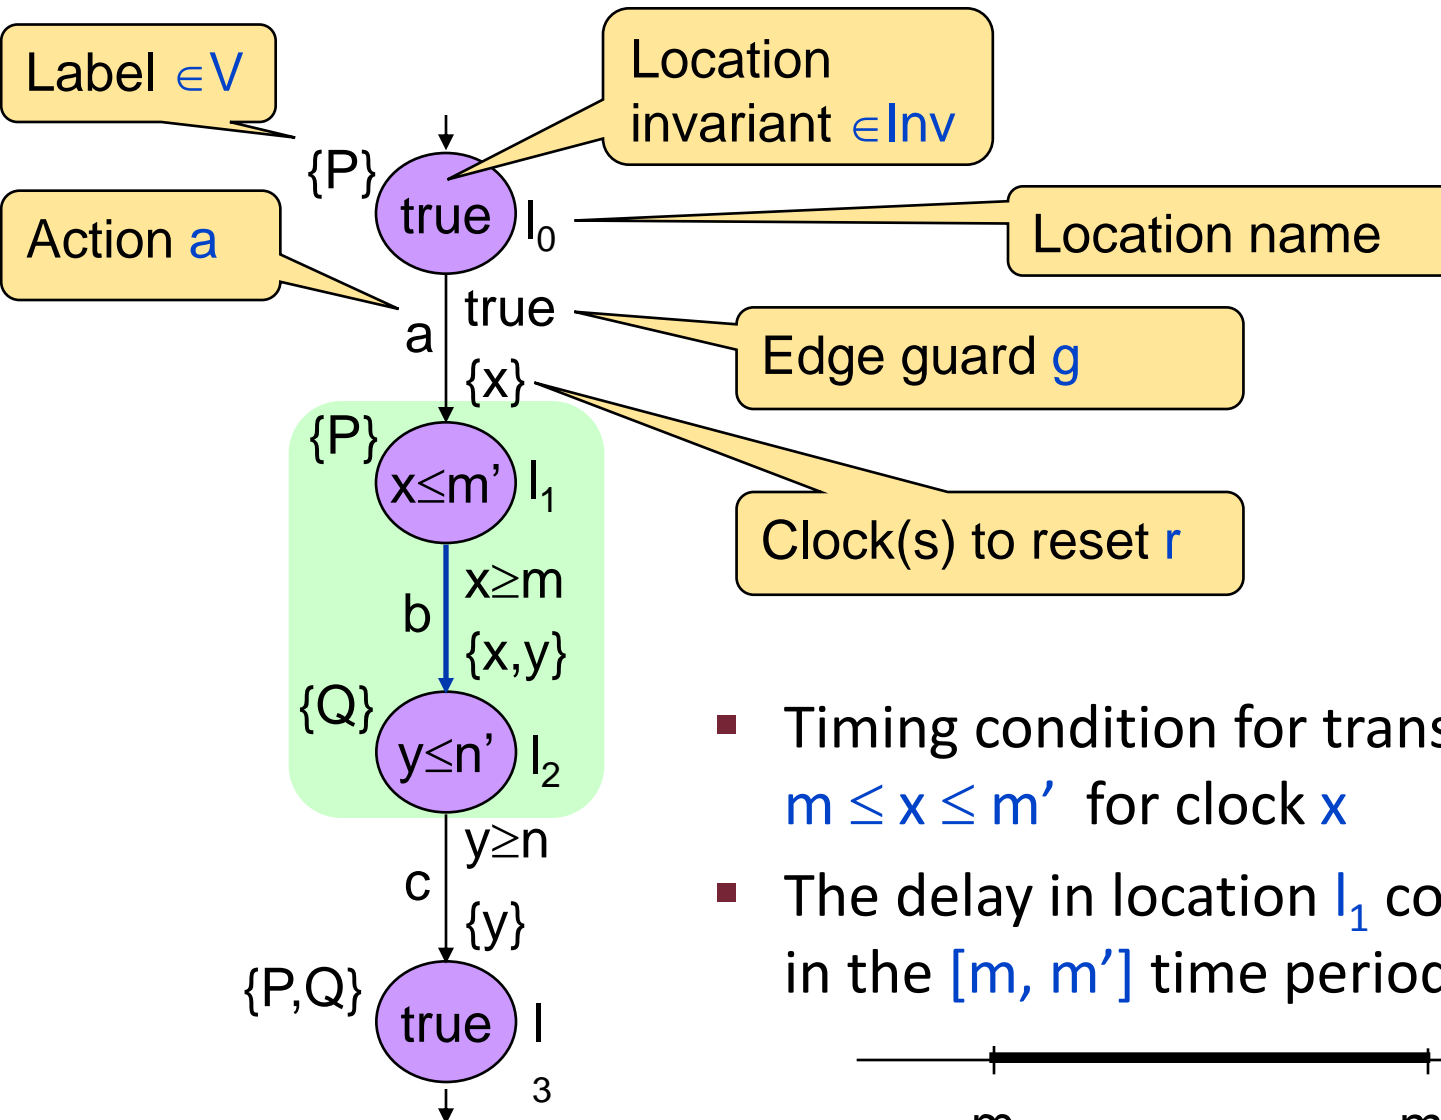 Label ∈V
Location
invariant ∈Inv
{P}
true l0
Location name
Action a
a
true
Edge guard g
{x}
{P}
x≤m’ l1
Clock(s) to reset r
x≥m
b
{x,y}
{Q}
y≤n’ l2
Timing condition for trans
m ≤ x ≤ m’ for clock x
y≥n
c
{y}
The delay in location l1 co
in the [m, m’] time period
{P,Q}
true l
3